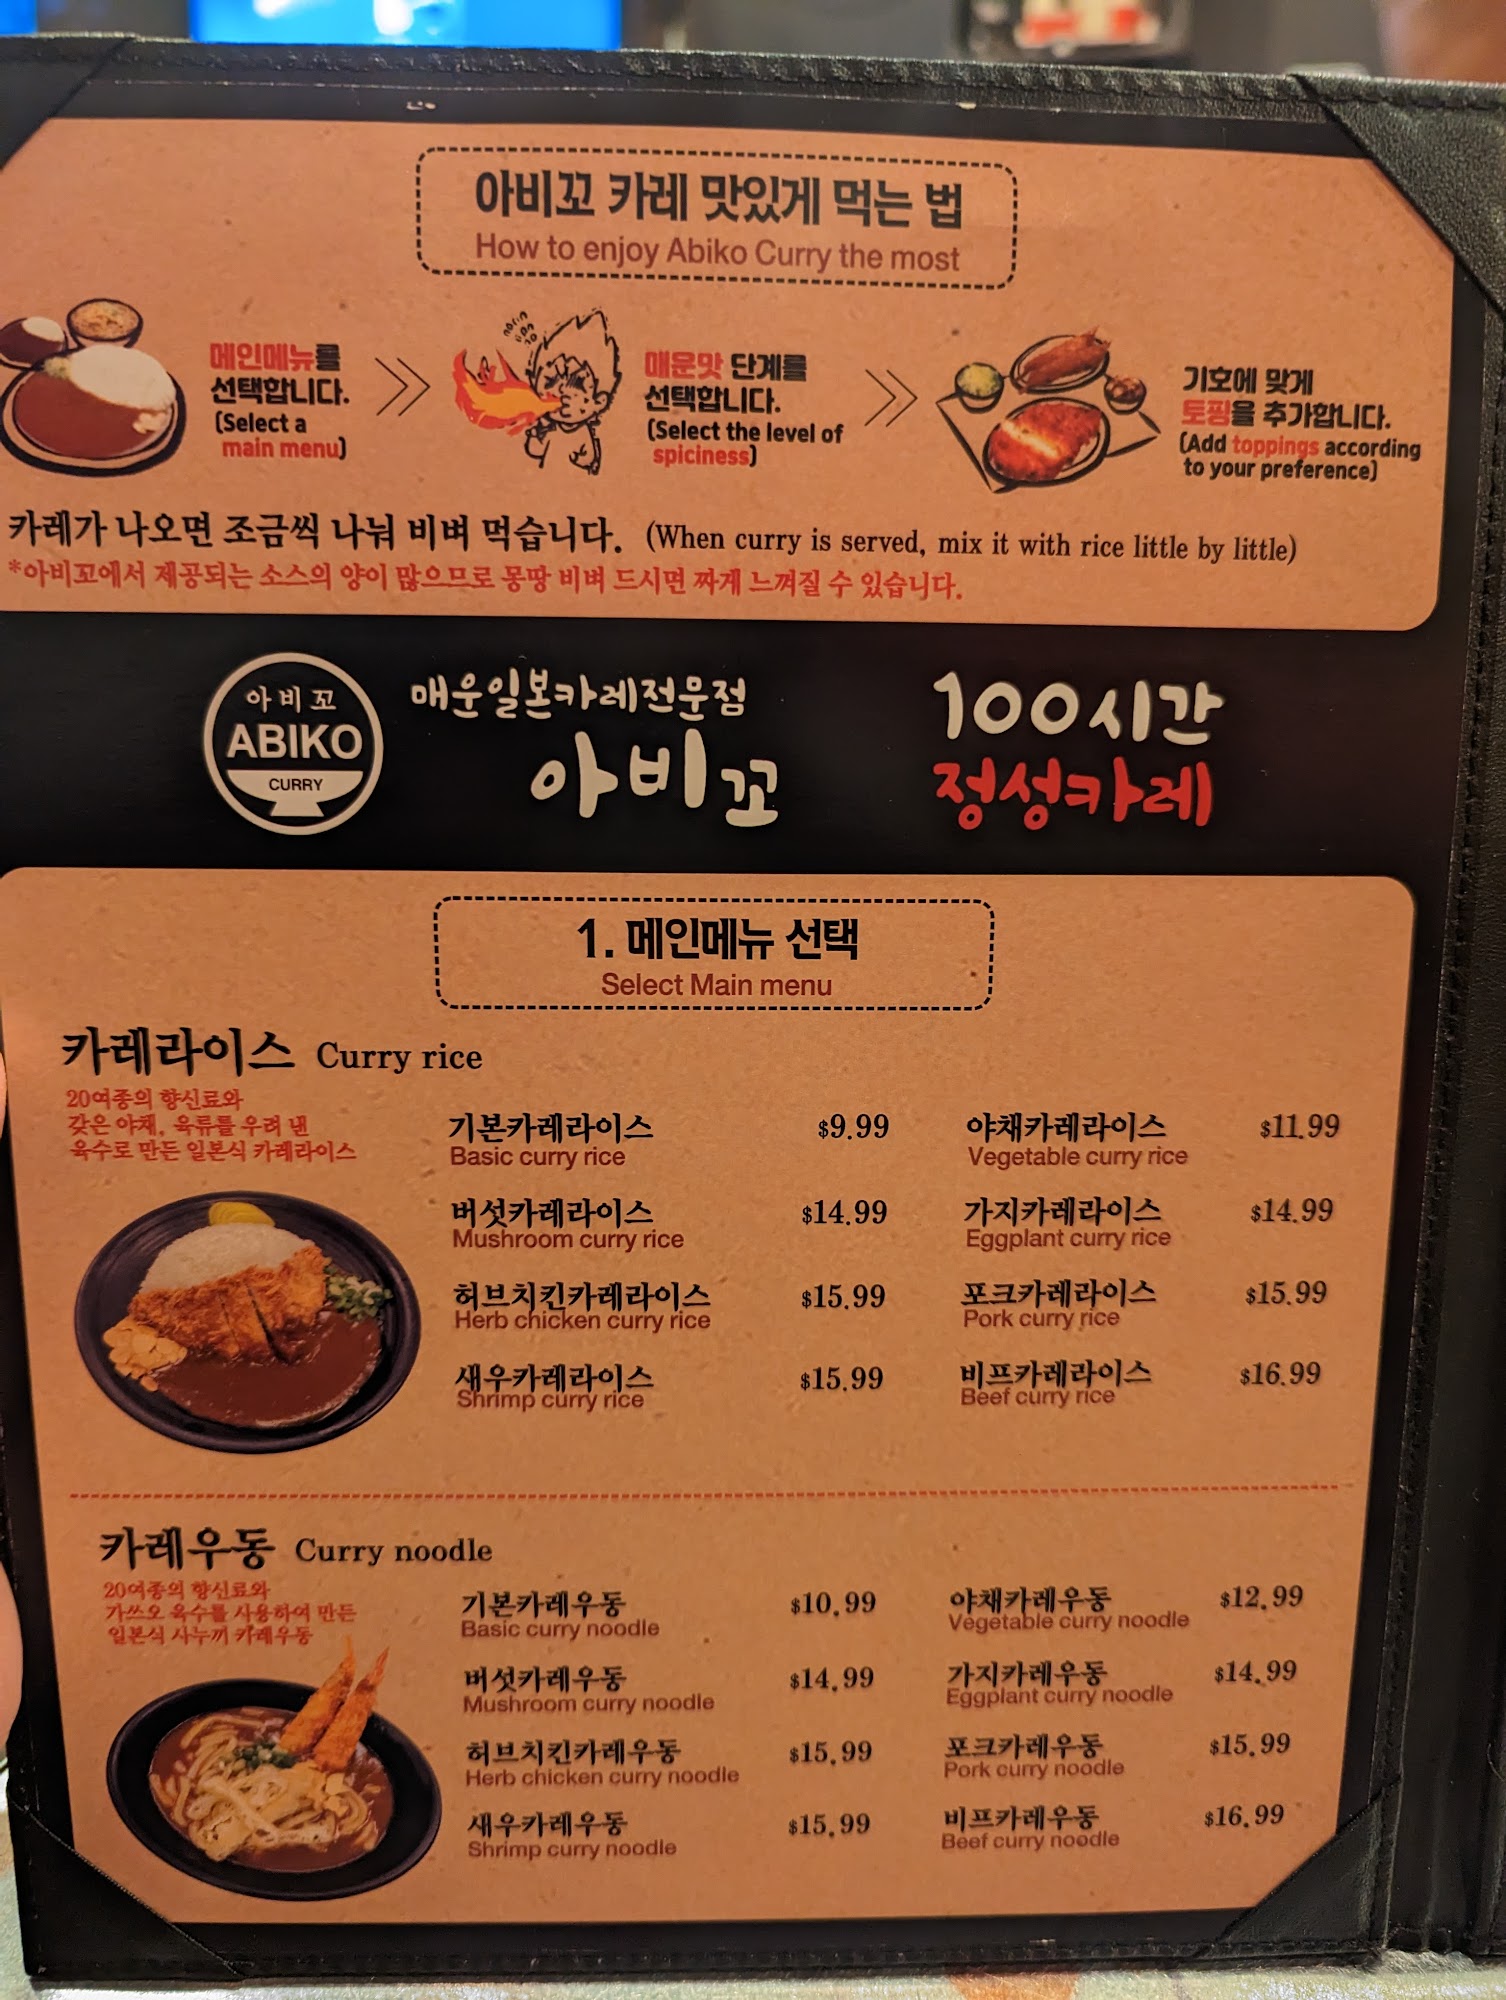 아비꼬 카레 맛있게 먹는 법
How to enjoy Abiko Curry the most
메인메뉴를
선택합니다.
(Select a
main menu)
매운맛 단계를
선택합니다.
(Select the level of
spiciness)
기호에 맞게
토핑을 추가합니다.
(Add toppings according
to your preference)
카레가 나오면 조금씩 나눠 비벼 먹습니다. (When curry is served, mix it with rice little by little)
*아비꼬에서 제공되는 소스의 양이 많으므로 몽땅 비벼 드시면 짜게 느껴질 수 있습니다.
아비꼬
ABIKO
CURRY
매운일본카레전문점
아비꼬
100시간
정성카레
1. 메인메뉴 선택
Select Main menu
카레라이스 Curry rice
20여종의 향신료와
갖은 야채, 육류를 우려 낸
육수로 만든 일본식 카레라이스
기본카레라이스 $9.99
Basic curry rice
야채카레라이스 $11.99
Vegetable curry rice
버섯카레라이스 $14.99
Mushroom curry rice
가지카레라이스 $14.99
Eggplant curry rice
허브치킨카레라이스 $15.99
Herb chicken curry rice
포크카레라이스 $15.99
Pork curry rice
새우카레라이스 $15.99
Shrimp curry rice
비프카레라이스 $16.99
Beef curry rice
카레우동 Curry noodle
20여종의 향신료와
가쓰오 육수를 사용하여 만든
일본식 사누끼 카레우동
기본카레우동 $10.99
Basic curry noodle
야채카레우동 $12.99
Vegetable curry noodle
버섯카레우동 $14.99
Mushroom curry noodle
가지카레우동 $14.99
Eggplant curry noodle
허브치킨카레우동 $15.99
Herb chicken curry noodle
포크카레우동 $15.99
Pork curry noodle
새우카레우동 $15.99
Shrimp curry noodle
비프카레우동 $16.99
Beef curry noodle